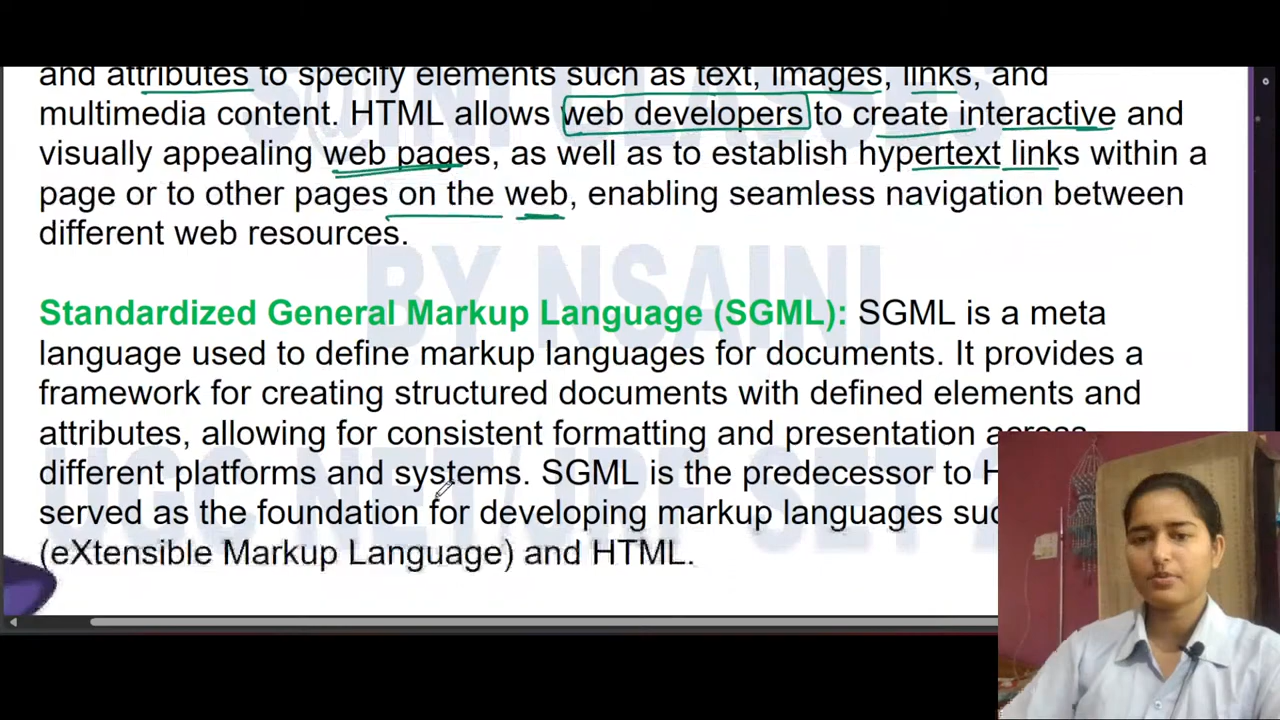 and attributes to specify elements such as text, images, links, and
multimedia content. HTML allows web developers to create interactive and
visually appealing web pages, as well as to establish hypertext links within a
page or to other pages on the web, enabling seamless navigation between
different web resources.
BY NSAINI
Standardized General Markup Language (SGML): SGML is a meta
language used to define markup languages for documents. It provides a
framework for creating structured documents with defined elements and
attributes, allowing for consistent formatting and presentation across
different platforms and systems. SGML is the predecessor to
served as the foundation for developing markup languages
(eXtensible Markup Language) and HTML.